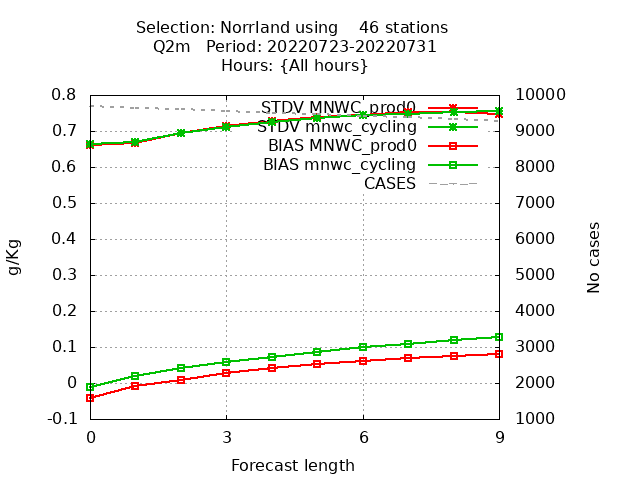 Selection: Norrland using    46 stations
Q2m   Period: 20220723-20220731
Hours: {All hours}
0.8
0.7
0.6
0.5
0.4
0.3
0.2
0.1
0
-0.1
g/Kg
STDV MNWC_prod0
STDV mnwc_cycling
BIAS MNWC_prod0
BIAS mnwc_cycling
CASES
10000
9000
8000
7000
6000
5000
4000
3000
2000
1000
No cases
0 3 6 9
Forecast length